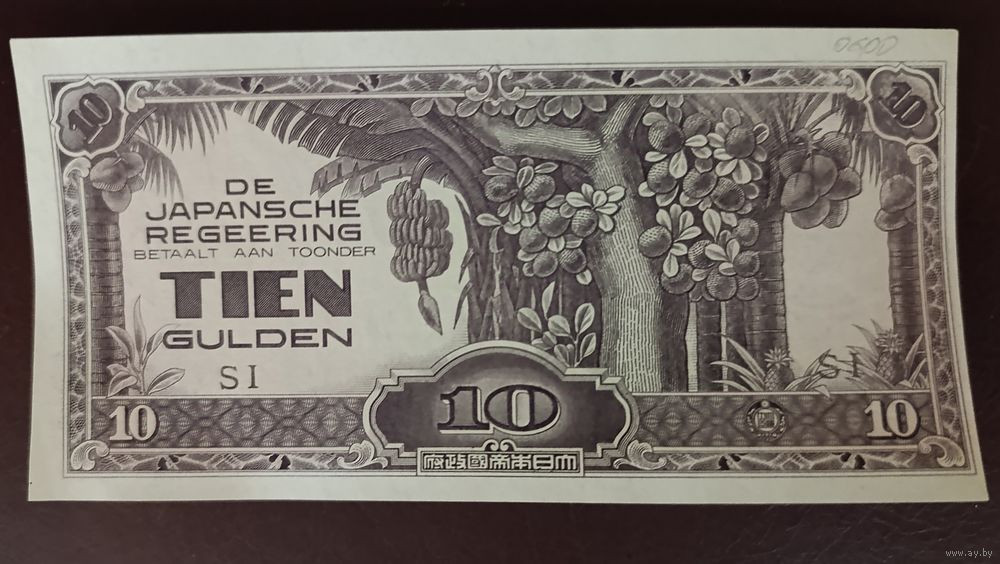 0600
10
10
DE
JAPANSCHE
REGEERING
BETAALT AAN TOONDER
TIEN
GULDEN
SI
SI
10
10
10
府政國帝本日大
www.ay.by